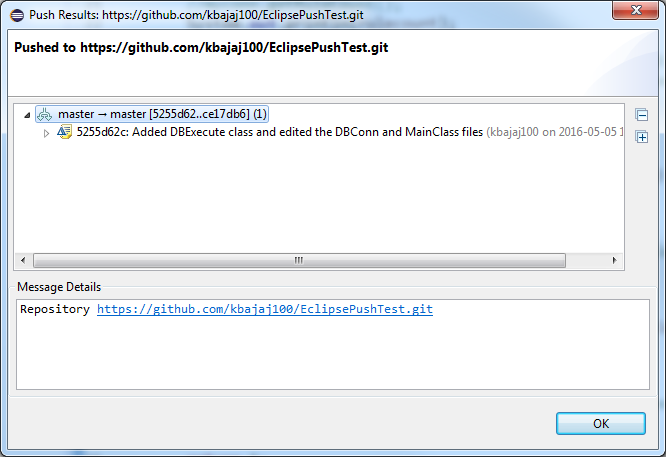 Push Results: https://github.com/kbajaj100/EclipsePushTest.git
Pushed to https://github.com/kbajaj100/EclipsePushTest.git
master → master [5255d62..ce17db6] (1)
5255d62c: Added DBExecute class and edited the DBConn and MainClass files (kbajaj100 on 2016-05-05 1
Message Details
Repository https://github.com/kbajaj100/EclipsePushTest.git
OK